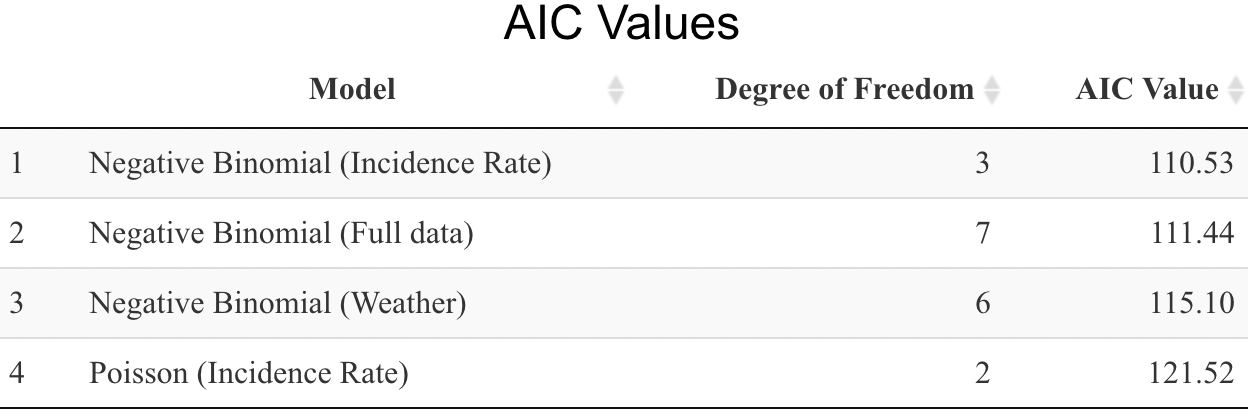 AIC Values
Model Degree of Freedom AIC Value
1 Negative Binomial (Incidence Rate) 3 110.53
2 Negative Binomial (Full data) 7 111.44
3 Negative Binomial (Weather) 6 115.10
4 Poisson (Incidence Rate) 2 121.52